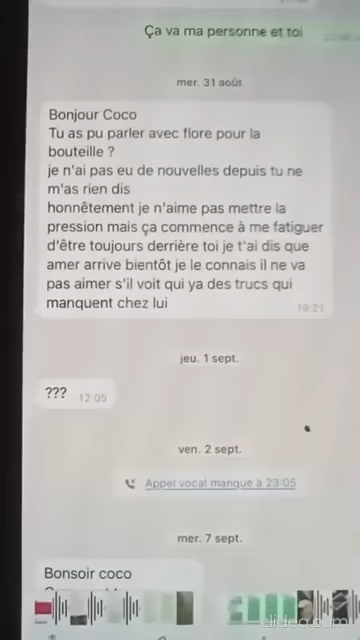 Ça va ma personne et toi
mer. 31 août
Bonjour Coco
Tu as pu parler avec flore pour la
bouteille ?
je n'ai pas eu de nouvelles depuis tu ne
m'as rien dis
honnêtement je n'aime pas mettre la
pression mais ça commence à me fatiguer
d'être toujours derrière toi je t'ai dis que
amer arrive bientôt je le connais il ne va
pas aimer s'il voit qui ya des trucs qui
manquent chez lui
19:21
jeu. 1 sept.
??? 12:05
ven. 2 sept.
Appel vocal manqué à 23:05
mer. 7 sept.
Bonsoir coco
clideo.com